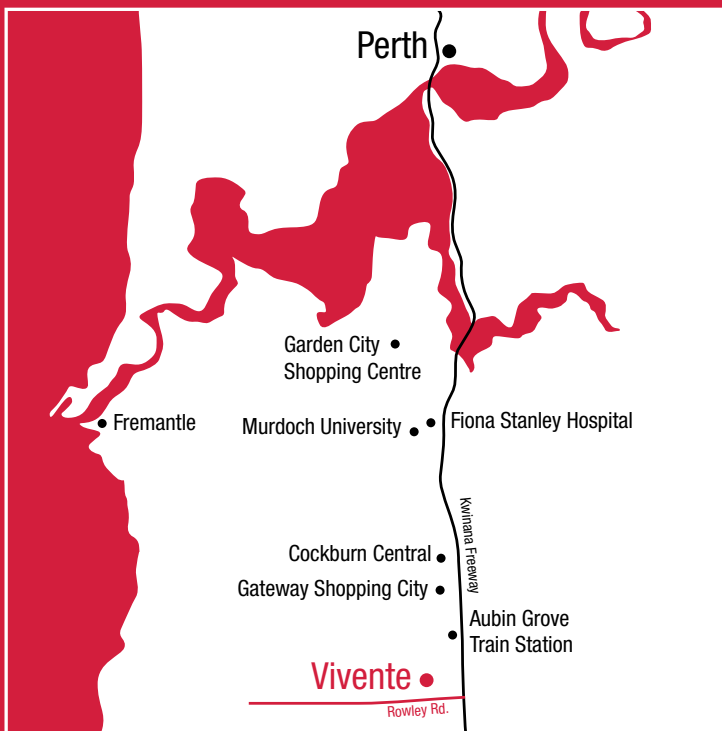 Perth
Garden City
Shopping Centre
Fremantle
Murdoch University
Fiona Stanley Hospital
Kwinana Freeway
Cockburn Central
Gateway Shopping City
Aubin Grove
Train Station
Vivente
Rowley Rd.